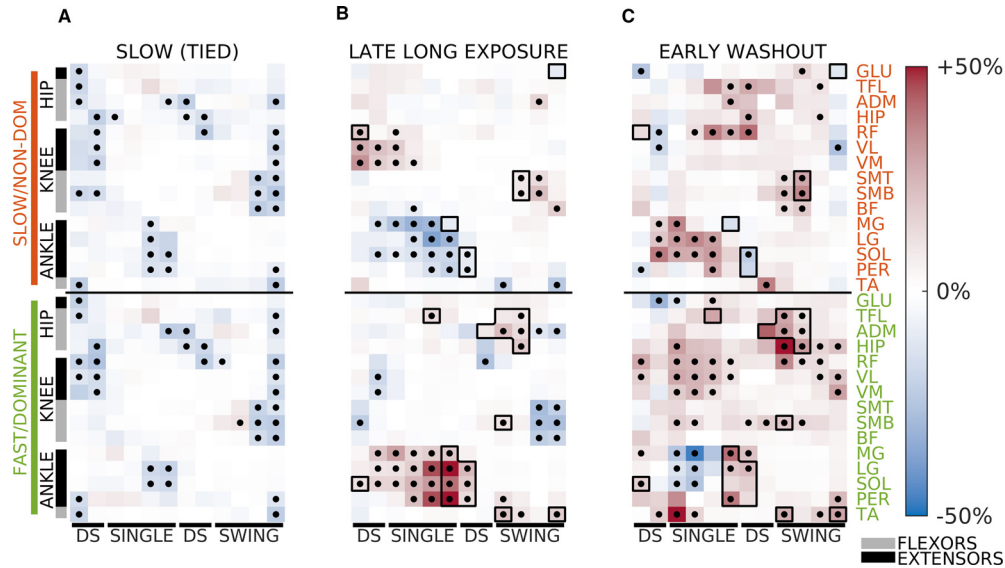 A
B
C
SLOW (TIED)
LATE LONG EXPOSURE
EARLY WASHOUT
SLOW/NON-DOM
HIP
KNEE
ANKLE
FAST/DOMINANT
HIP
KNEE
ANKLE
GLU
TFL
ADM
HIP
RF
VL
VM
SMT
SMB
BF
MG
LG
SOL
PER
TA
GLU
TFL
ADM
HIP
RF
VL
VM
SMT
SMB
BF
MG
LG
SOL
PER
TA
+50%
0%
-50%
DS SINGLE DS SWING
DS SINGLE DS SWING
DS SINGLE DS SWING
FLEXORS
EXTENSORS